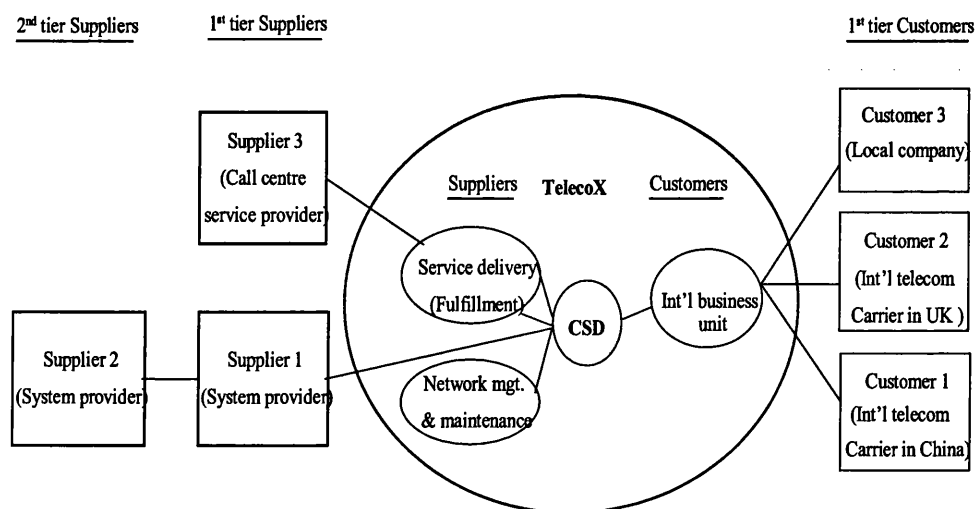 2nd tier Suppliers
1st tier Suppliers
1st tier Customers
Supplier 3
(Call centre
service provider)
Supplier 2
(System provider)
Supplier 1
(System provider)
Suppliers
TelecoX
Customers
Service delivery
(Fulfillment)
CSD
Network mgt.
& maintenance
Int'l business
unit
Customer 3
(Local company)
Customer 2
(Int'l telecom
Carrier in UK )
Customer 1
(Int'l telecom
Carrier in China)